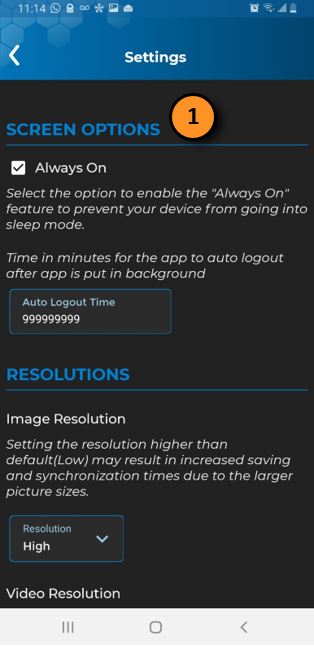 11:14
Settings
SCREEN OPTIONS
1
Always On
Select the option to enable the "Always On"
feature to prevent your device from going into
sleep mode.
Time in minutes for the app to auto logout
after app is put in background
Auto Logout Time
999999999
RESOLUTIONS
Image Resolution
Setting the resolution higher than
default(Low) may result in increased saving
and synchronization times due to the larger
picture sizes.
Resolution
High
Video Resolution